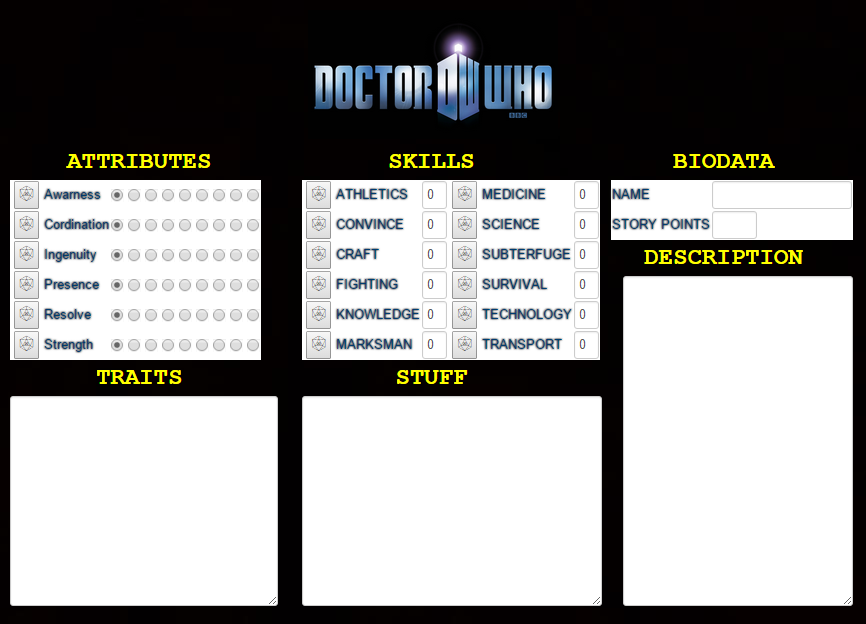 DOCTOR DW WHO
BBC
ATTRIBUTES
Awarness
Cordination
Ingenuity
Presence
Resolve
Strength
SKILLS
ATHLETICS 0 MEDICINE 0
CONVINCE 0 SCIENCE 0
CRAFT 0 SUBTERFUGE 0
FIGHTING 0 SURVIVAL 0
KNOWLEDGE 0 TECHNOLOGY 0
MARKSMAN 0 TRANSPORT 0
BIODATA
NAME
STORY POINTS
DESCRIPTION
TRAITS
STUFF